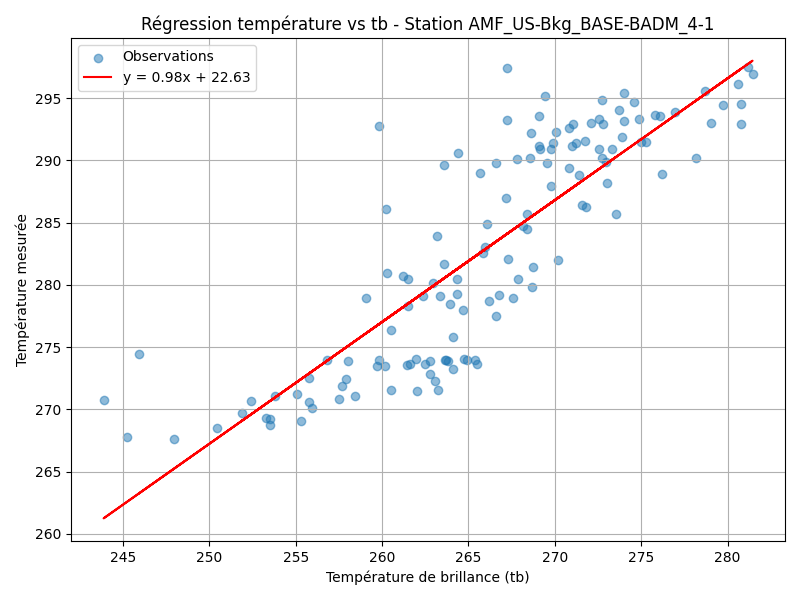 Régression température vs tb - Station AMF_US-Bkg_BASE-BADM_4-1
Observations
y = 0.98x + 22.63
295
290
285
280
275
270
265
260
Température mesurée
245 250 255 260 265 270 275 280
Température de brillance (tb)